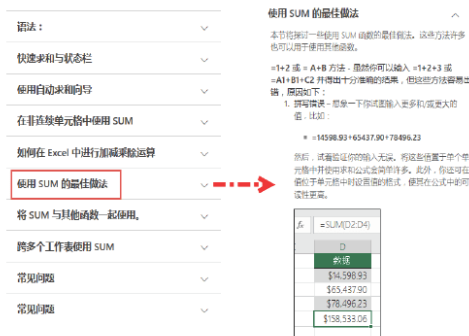 语法：
快速求和与状态栏
使用自动求和向导
在非连续单元格中使用 SUM
如何在 Excel 中进行加减乘除运算
使用 SUM 的最佳做法
将 SUM 与其他函数一起使用。
跨多个工作表使用 SUM
常见问题
常见问题
使用 SUM 的最佳做法
本节将探讨一些使用 SUM 函数的最佳做法。这些方法许多
也可以用于使用其他函数。
=1+2 或 = A+B 方法 - 虽然你可以输入 =1+2+3 或
=A1+B1+C2 并得出十分准确的结果，但这些方法容易出
错，原因如下：
1. 拼写错误 - 想象一下你试图输入更多和/或更大的
值，比如：
• =14598.93+65437.90+78496.23
然后，试着验证你的输入无误。将这些值置于单个单
元格中并使用求和公式会简单许多。此外，你还可在
值位于单元格中时设置值的格式，使其在公式中的可
读性更高。
fx =SUM(D2:D4)
D
数据
$14,598.93
$65,437.90
$78,496.23
$158,533.06